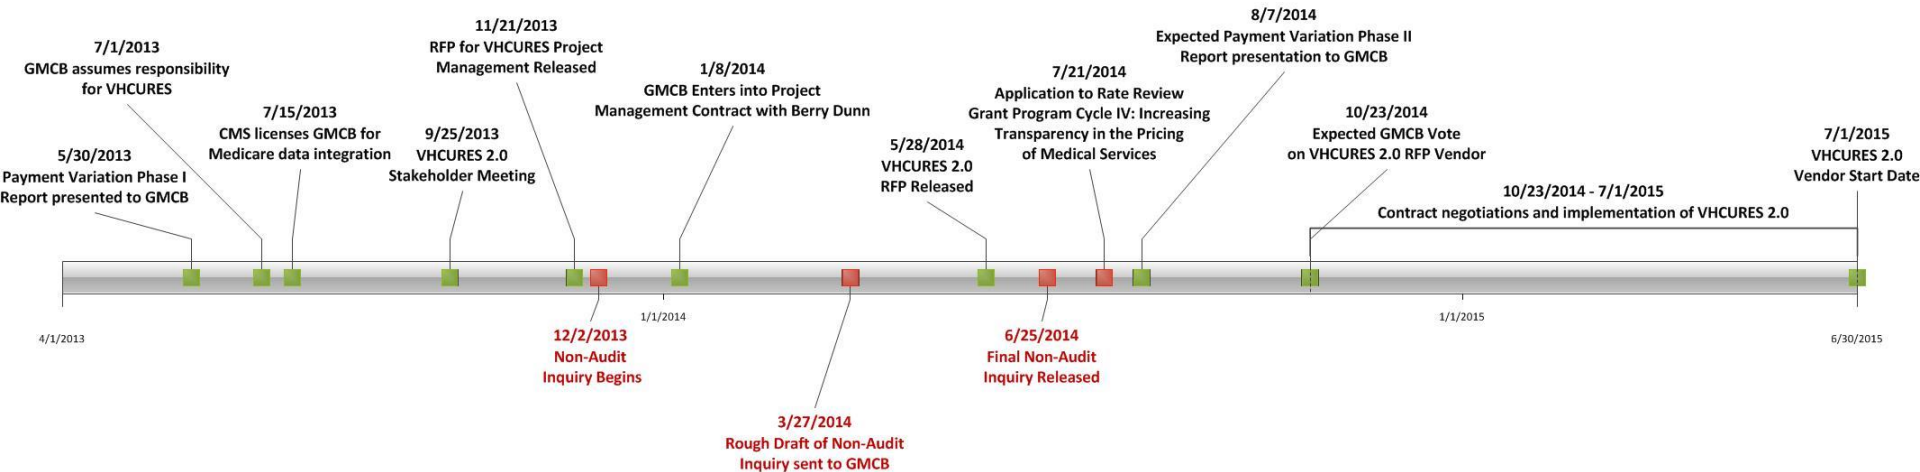 5/30/2013
Payment Variation Phase I
Report presented to GMCB
7/1/2013
GMCB assumes responsibility
for VHCURES
7/15/2013
CMS licenses GMCB for
Medicare data integration
9/25/2013
VHCURES 2.0
Stakeholder Meeting
11/21/2013
RFP for VHCURES Project
Management Released
1/8/2014
GMCB Enters into Project
Management Contract with Berry Dunn
5/28/2014
VHCURES 2.0
RFP Released
7/21/2014
Application to Rate Review
Grant Program Cycle IV: Increasing
Transparency in the Pricing
of Medical Services
8/7/2014
Expected Payment Variation Phase II
Report presentation to GMCB
10/23/2014
Expected GMCB Vote
on VHCURES 2.0 RFP Vendor
10/23/2014 - 7/1/2015
Contract negotiations and implementation of VHCURES 2.0
7/1/2015
VHCURES 2.0
Vendor Start Date
4/1/2013
1/1/2014
1/1/2015
6/30/2015
12/2/2013
Non-Audit
Inquiry Begins
3/27/2014
Rough Draft of Non-Audit
Inquiry sent to GMCB
6/25/2014
Final Non-Audit
Inquiry Released